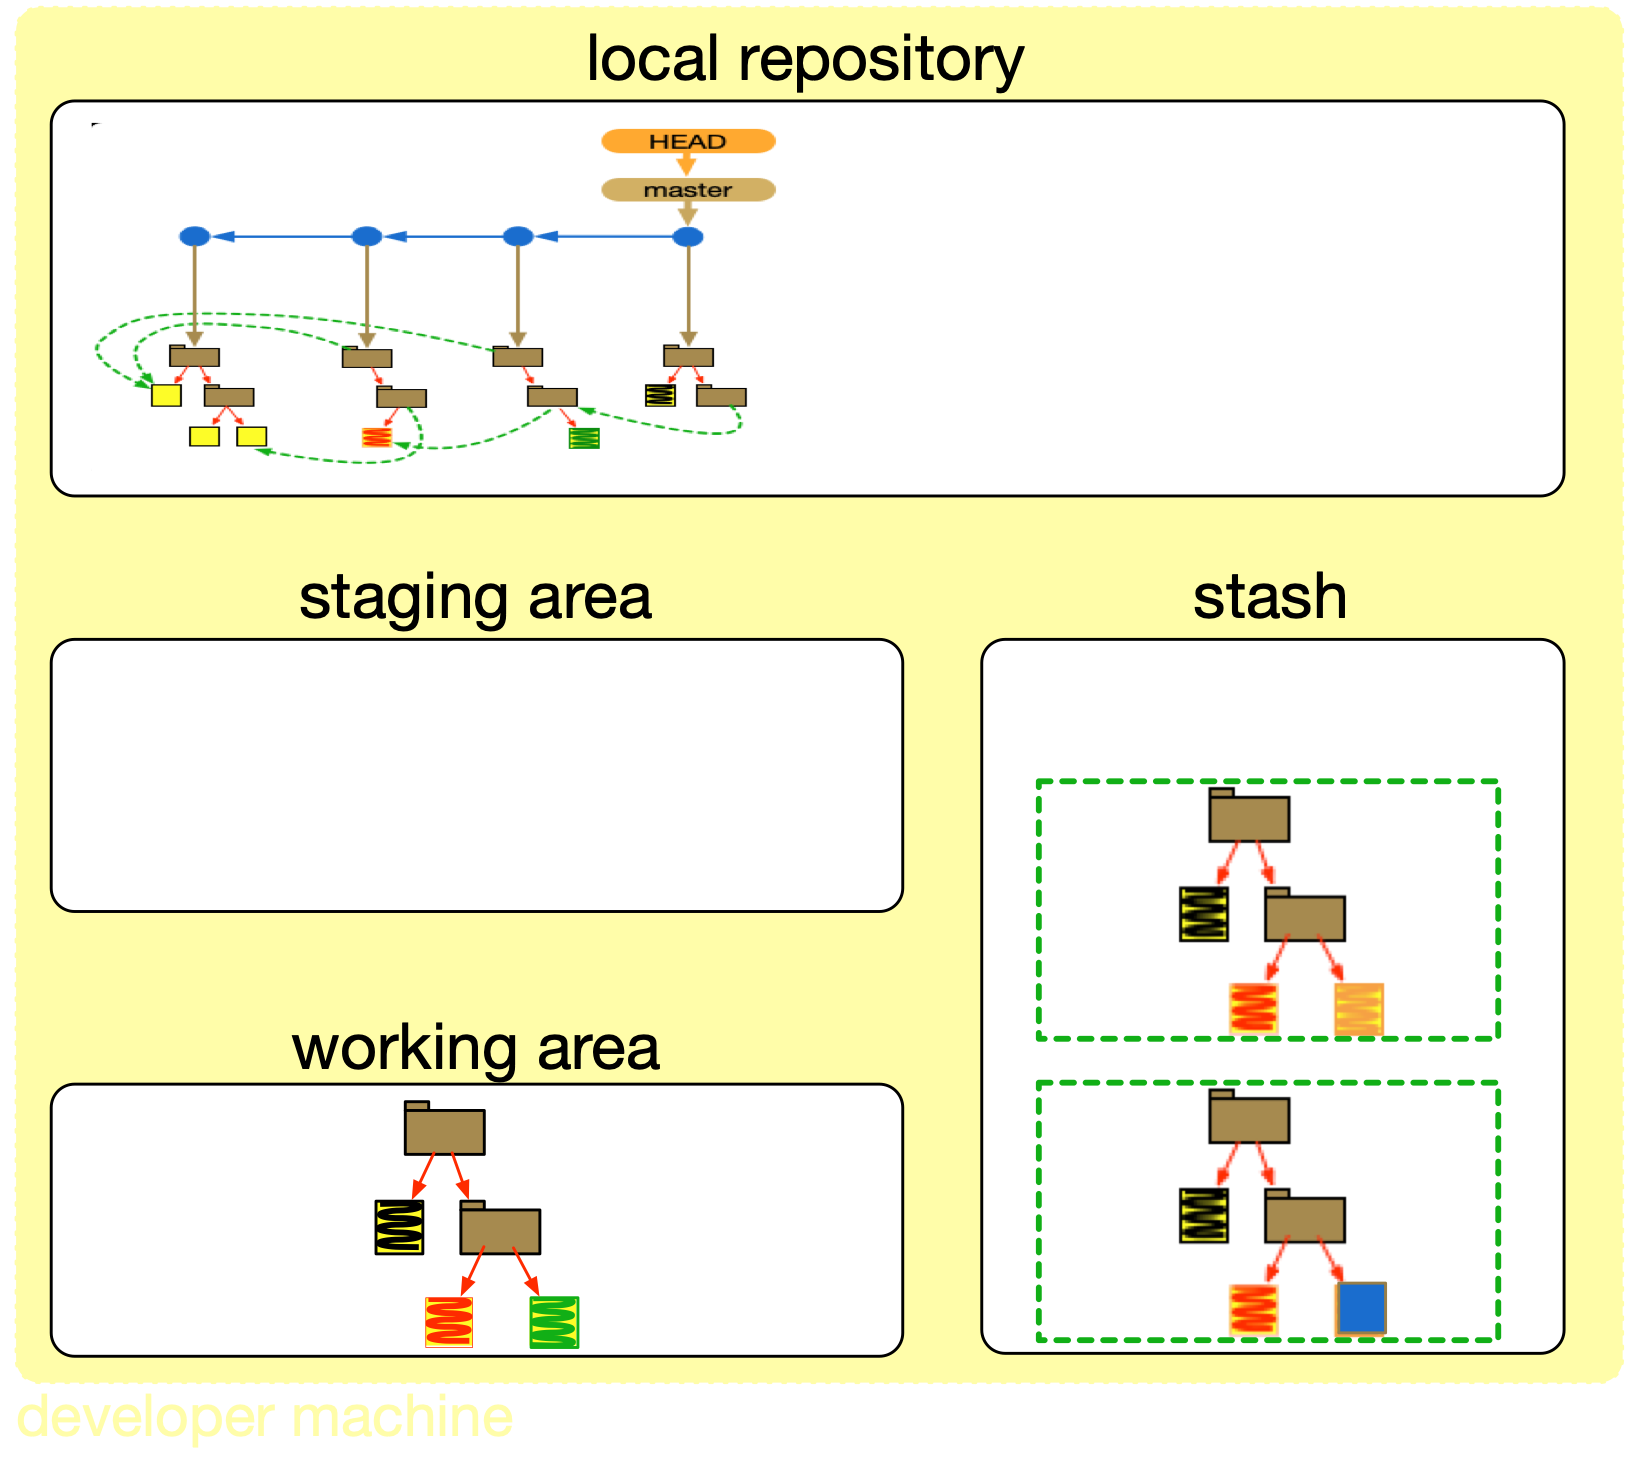 local repository
HEAD
master
staging area
stash
working area
developer machine